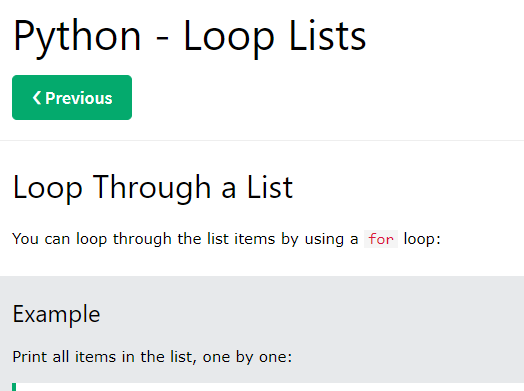 Python - Loop Lists
❮ Previous
Loop Through a List
You can loop through the list items by using a for loop:
Example
Print all items in the list, one by one: